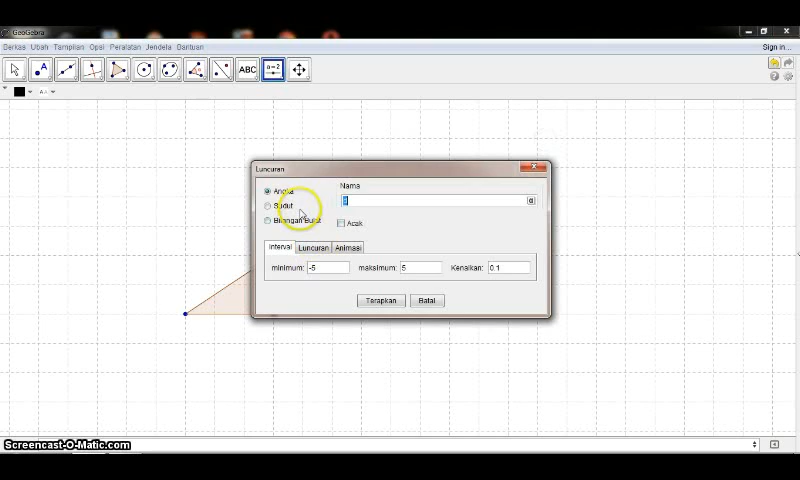 GeoGebra
Berkas Ubah Tampilan Opsi Peralatan Jendela Bantuan
Sign in...
ABC
a=2
Luncuran
Angka
Sudut
Bilangan Bulat
Nama
α
Acak
Interval Luncuran Animasi
minimum: -5 maksimum: 5 Kenaikan: 0.1
Terapkan Batal
Screencast-O-Matic.com